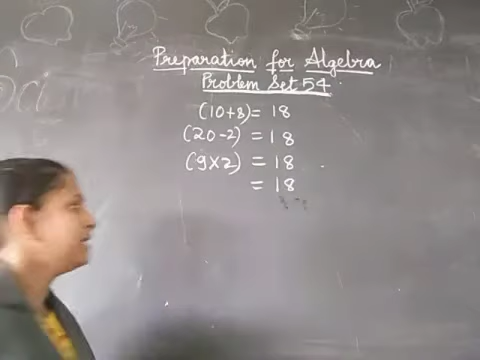 Preparation for Algebra
Problem Set 54
(10+8) = 18
(20-2) = 18
(9x2) = 18
= 18